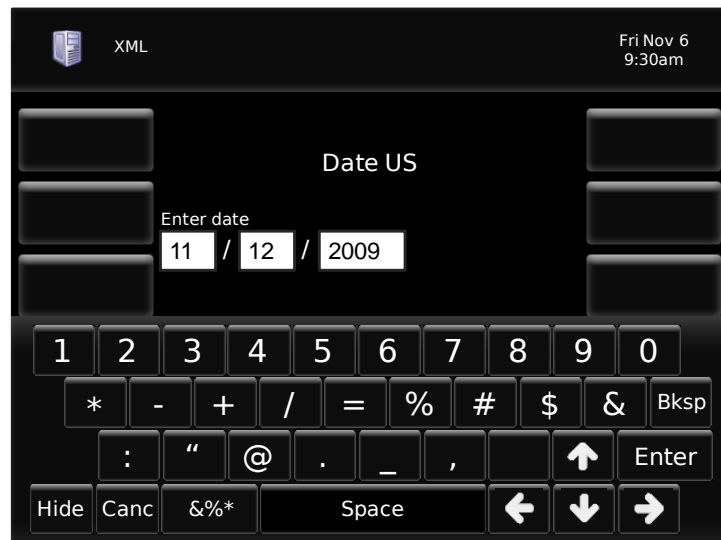 XML
Fri Nov 6
9:30am
Date US
Enter date
11 / 12 / 2009
1 2 3 4 5 6 7 8 9 0
* - + / = % # $ & Bksp
: “ @ . _ , Enter
Hide Canc &%* Space